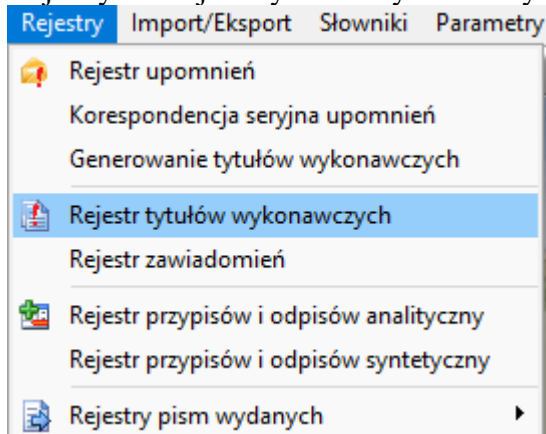 Rejestry Import/Eksport Słowniki Parametry
Rejestr upomnień
Korespondencja seryjna upomnień
Generowanie tytułów wykonawczych
Rejestr tytułów wykonawczych
Rejestr zawiadomień
Rejestr przypisów i odpisów analityczny
Rejestr przypisów i odpisów syntetyczny
Rejestry pism wydanych